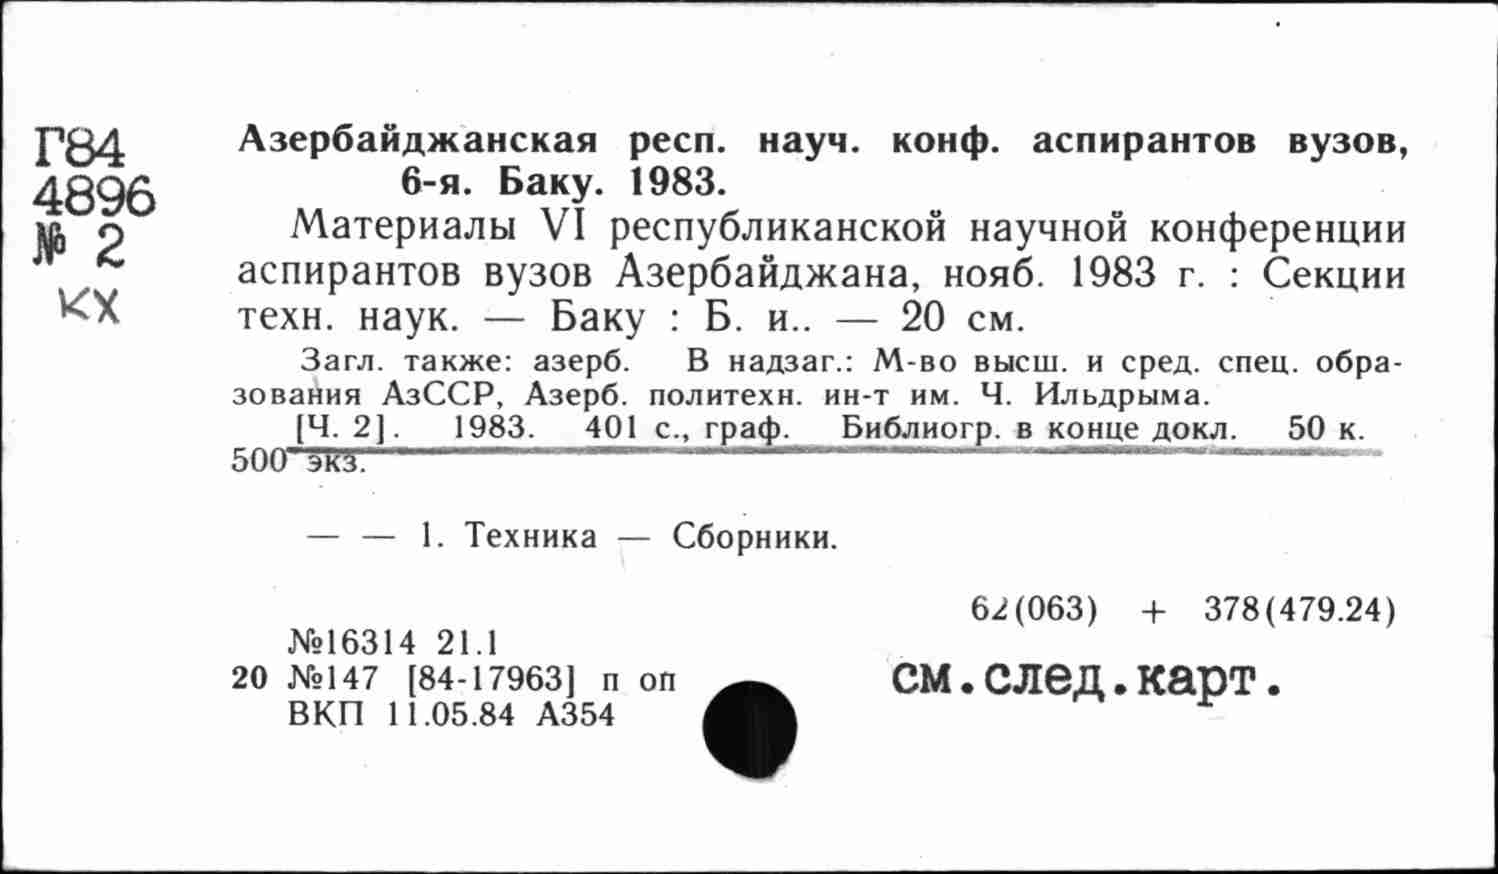 Г84
4896
№ 2
КХ
Азербайджанская респ. науч. конф. аспирантов вузов,
6-я. Баку. 1983.
Материалы VI республиканской научной конференции
аспирантов вузов Азербайджана, нояб. 1983 г. : Секции
техн. наук. — Баку : Б. и.. — 20 см.
Загл. также: азерб. В надзаг.: М-во высш. и сред. спец. обра-
зования АзССР, Азерб. политехн. ин-т им. Ч. Ильдрыма.
[Ч. 2]. 1983. 401 с., граф. Библиогр. в конце докл. 50 к.
500 экз.
— — 1. Техника — Сборники.
62(063) + 378(479.24)
№16314 21.1
20 №147 [84-17963] п оп
ВКП 11.05.84 А354
см.след.карт.